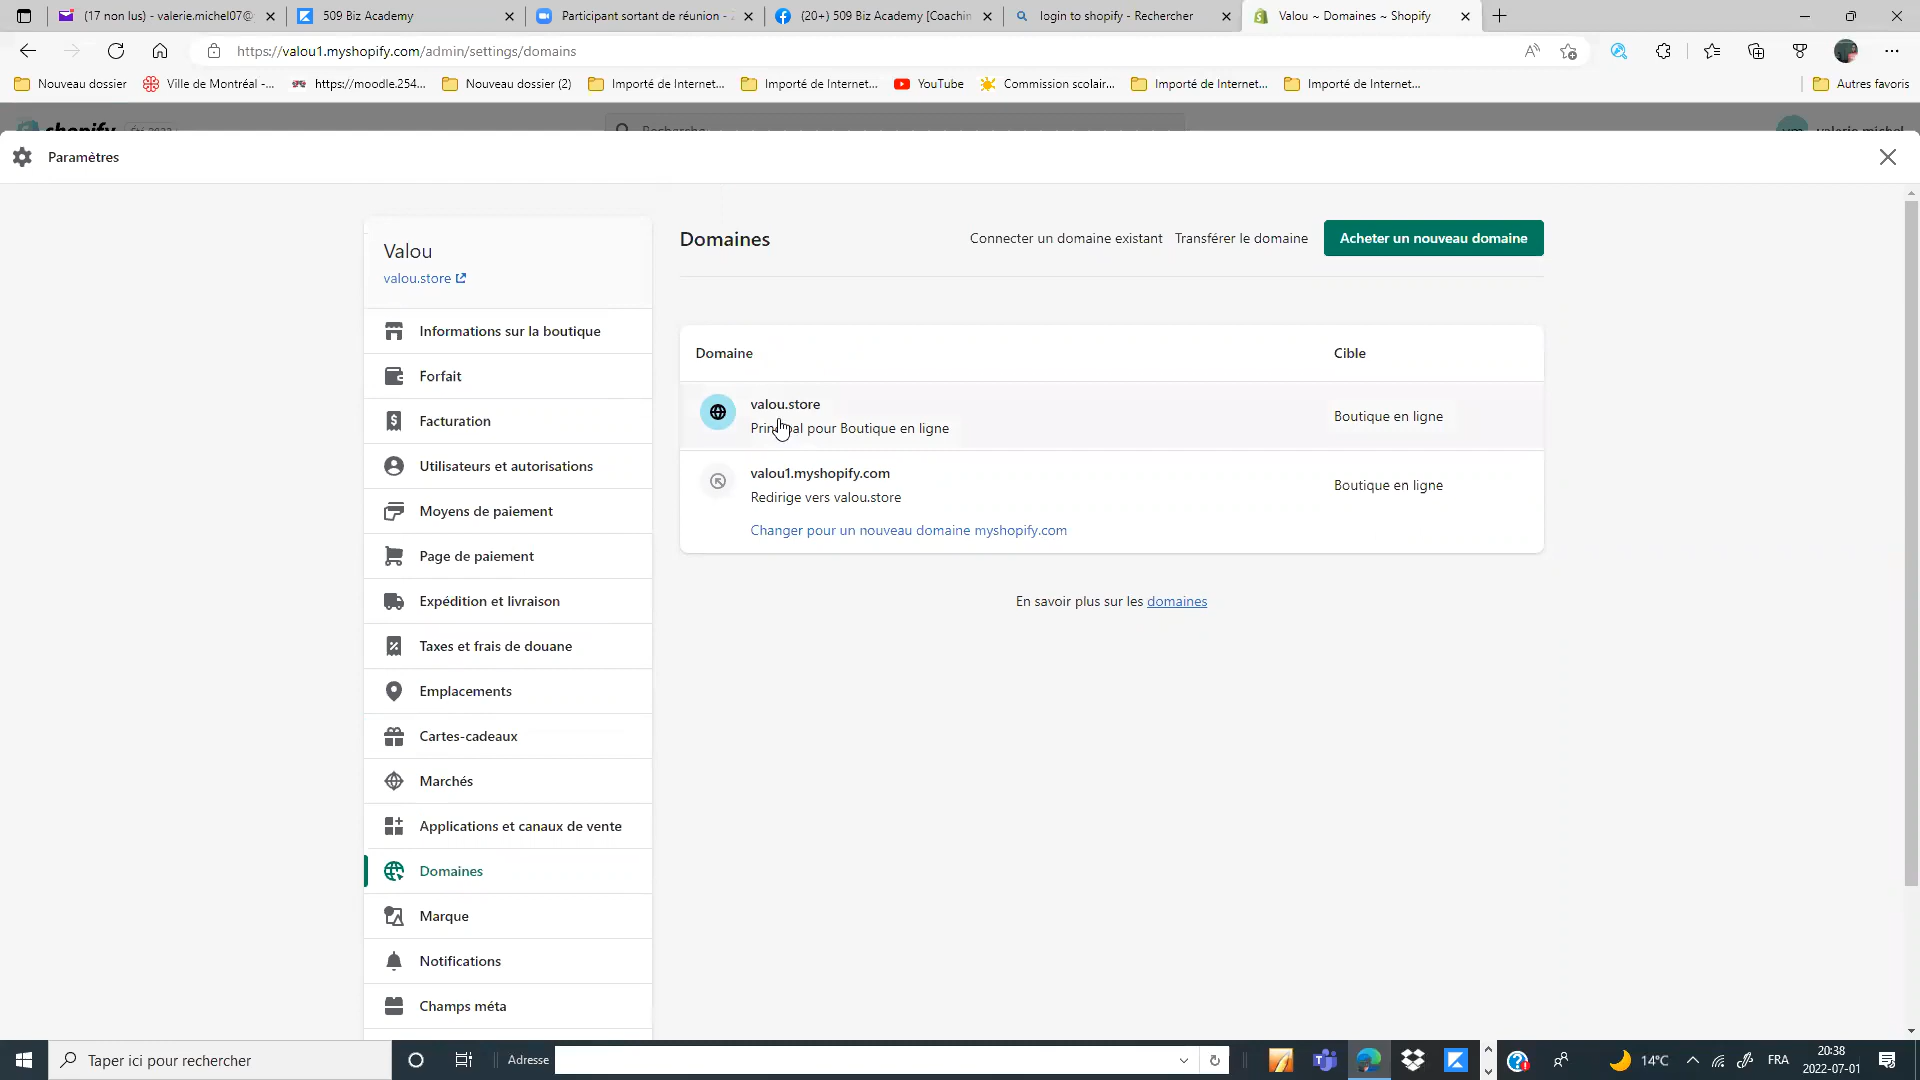 (17 non lus) - valerie.michel07@
509 Biz Academy
Participant sortant de réunion -
(20+) 509 Biz Academy [Coachin
login to shopify - Rechercher
Valou ~ Domaines ~ Shopify
https://valou1.myshopify.com/admin/settings/domains
Nouveau dossier
Ville de Montréal -...
https://moodle.254...
Nouveau dossier (2)
Importé de Internet...
Importé de Internet...
YouTube
Commission scolair...
Importé de Internet...
Importé de Internet...
Autres favoris
shopify
Recherche
valerie michel
Paramètres
Valou
valou.store
Informations sur la boutique
Forfait
Facturation
Utilisateurs et autorisations
Moyens de paiement
Page de paiement
Expédition et livraison
Taxes et frais de douane
Emplacements
Cartes-cadeaux
Marchés
Applications et canaux de vente
Domaines
Marque
Notifications
Champs méta
Domaines
Connecter un domaine existant
Transférer le domaine
Acheter un nouveau domaine
Domaine
Cible
valou.store
Principal pour Boutique en ligne
Boutique en ligne
valou1.myshopify.com
Redirige vers valou.store
Boutique en ligne
Changer pour un nouveau domaine myshopify.com
En savoir plus sur les domaines
Taper ici pour rechercher
Adresse
14°C
FRA
20:38
2022-07-01